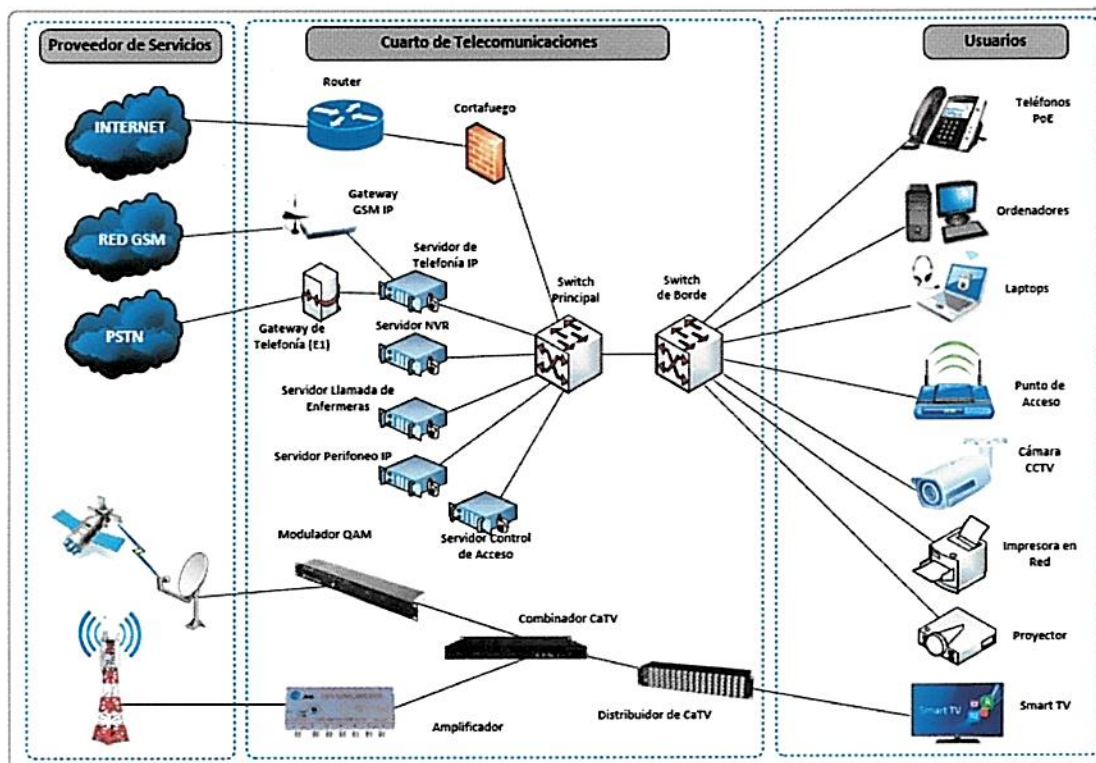 Proveedor de Servicios
Cuarto de Telecomunicaciones
Usuarios
INTERNET
RED GSM
PSTN
Router
Cortafuego
Gateway
GSM IP
Servidor de
Telefonía IP
Gateway de
Telefonía (E1)
Servidor NVR
Servidor Llamada de
Enfermeras
Servidor Perifoneo IP
Servidor Control
de Acceso
Switch
Principal
Switch
de Borde
Modulador QAM
Combinador CaTV
Amplificador
Distribuidor de CaTV
Teléfonos
PoE
Ordenadores
Laptops
Punto de
Acceso
Cámara
CCTV
Impresora en
Red
Proyector
Smart TV
Smart TV